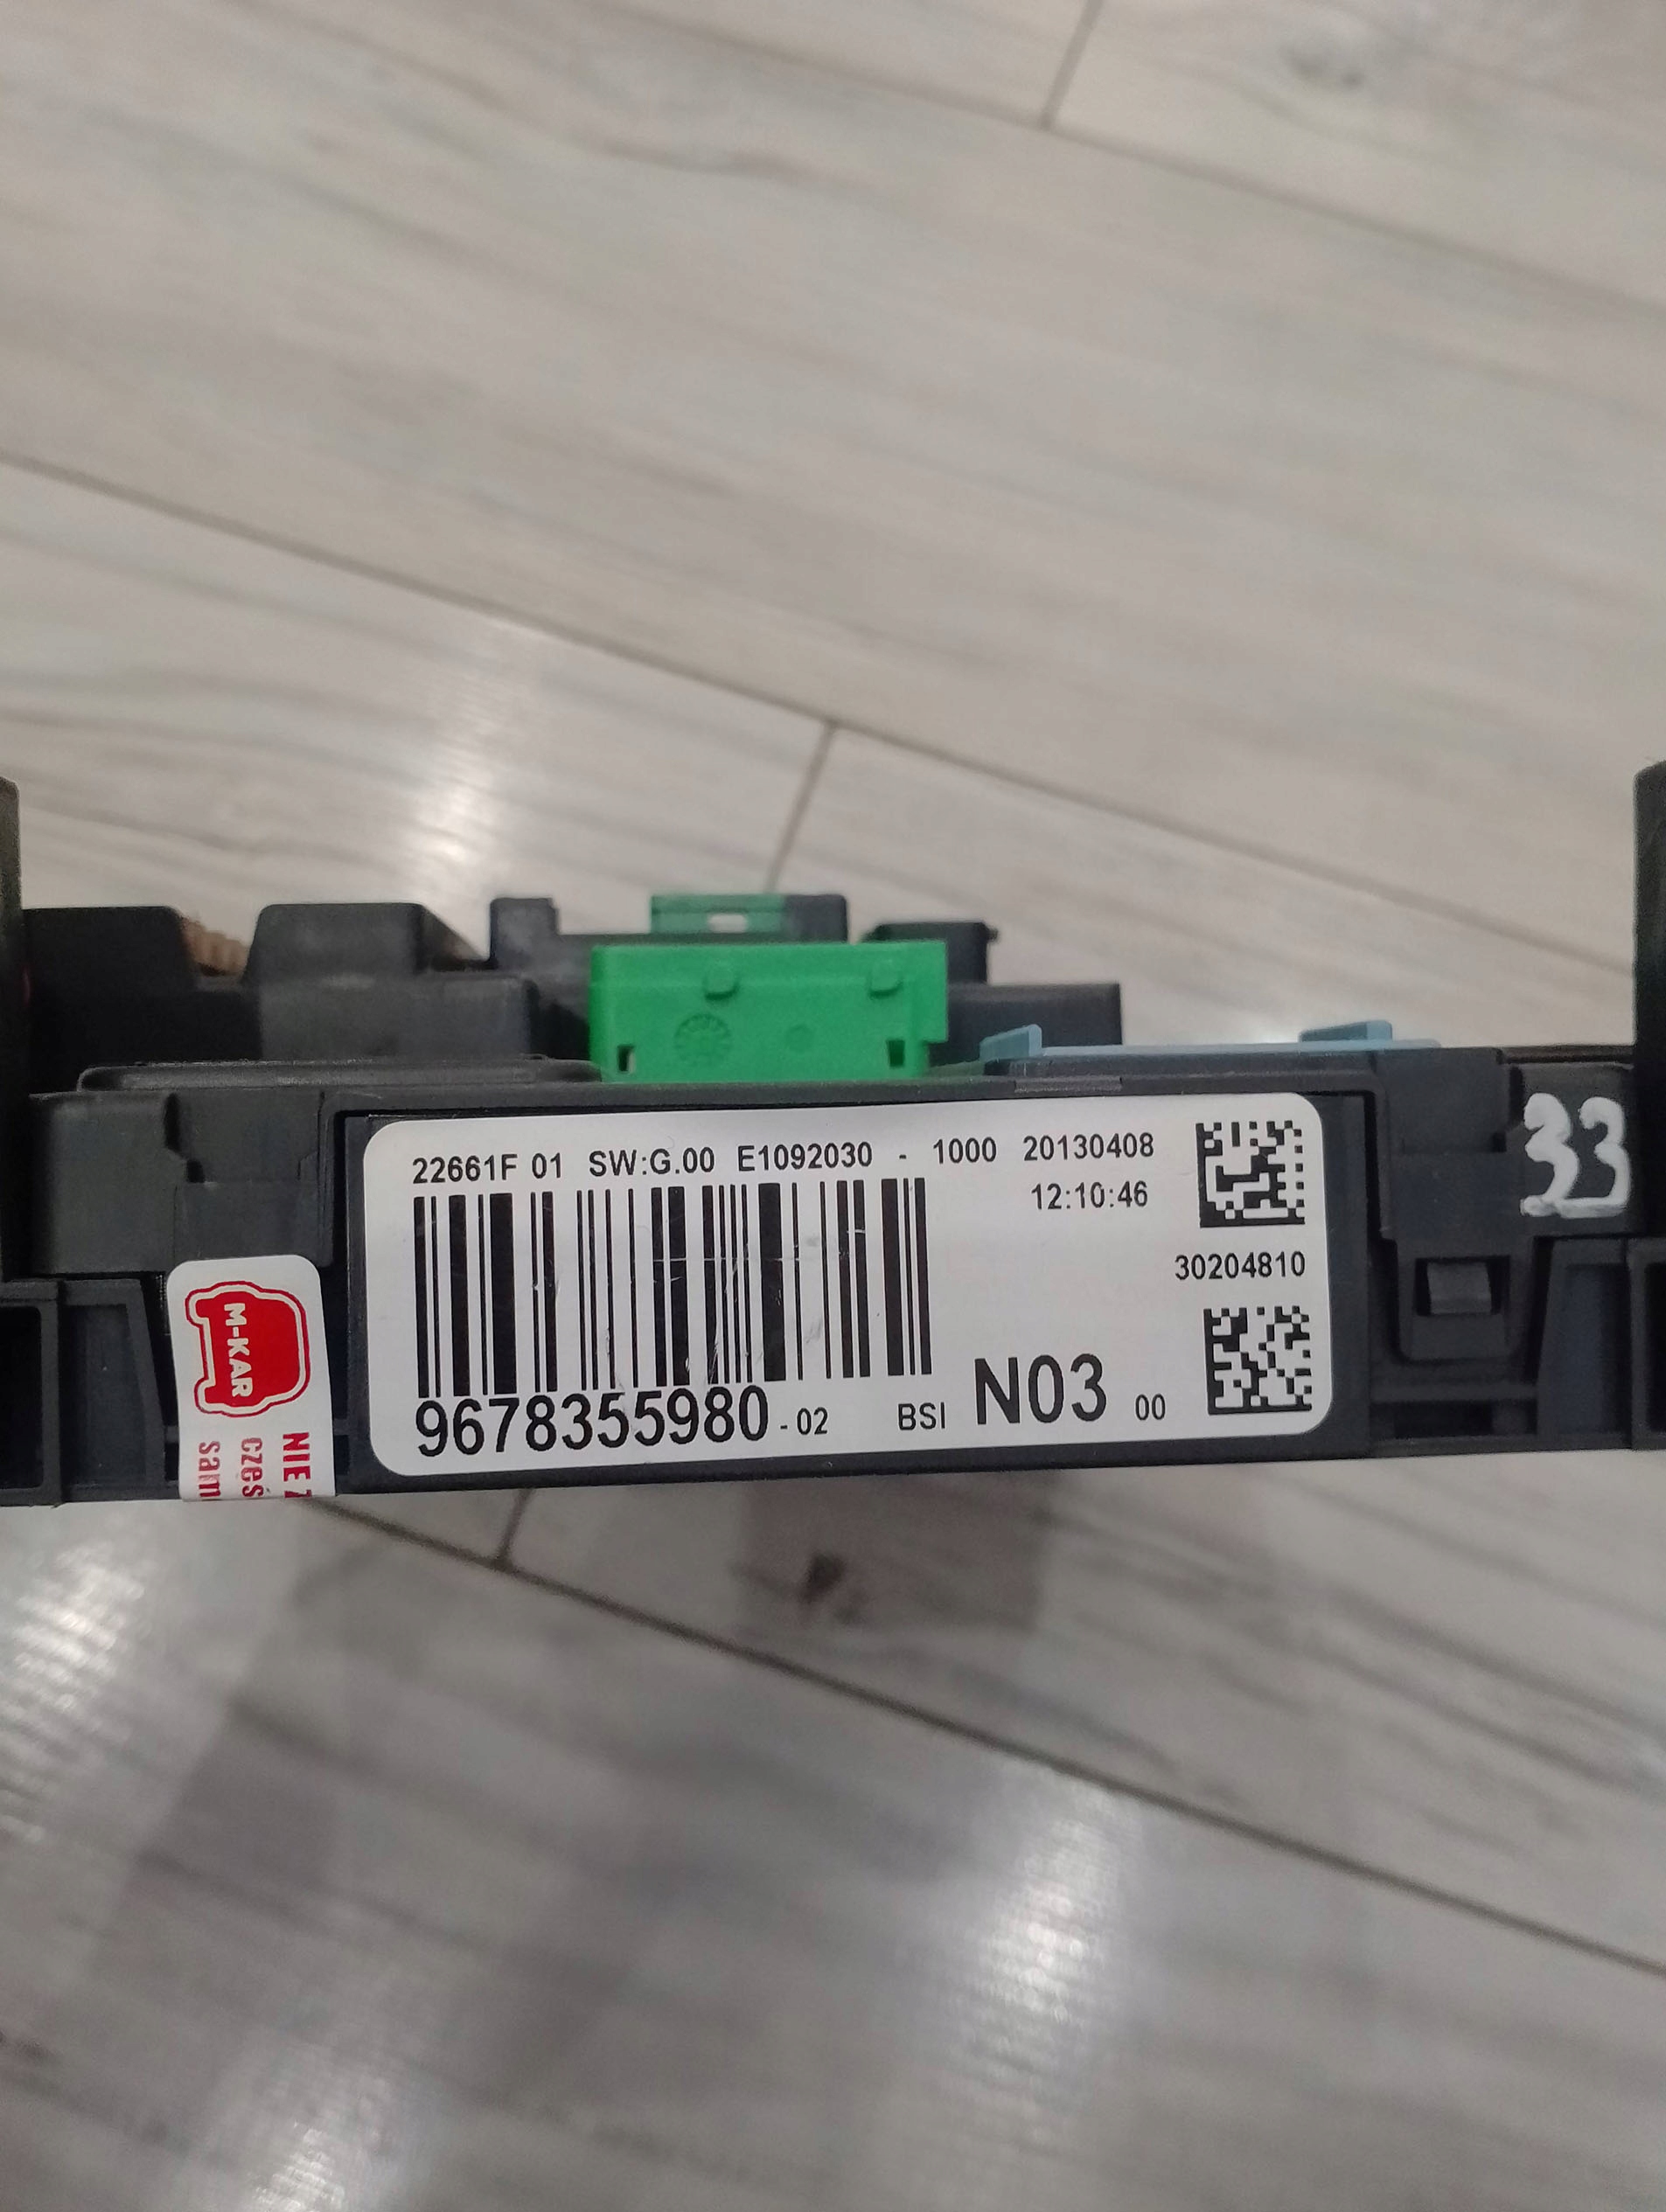 22661F 01 SW:G.00 E1092030 - 1000 20130408
12:10:46
30204810
9678355980 - 02 BSI N03 00
33
M-KAR
NIE